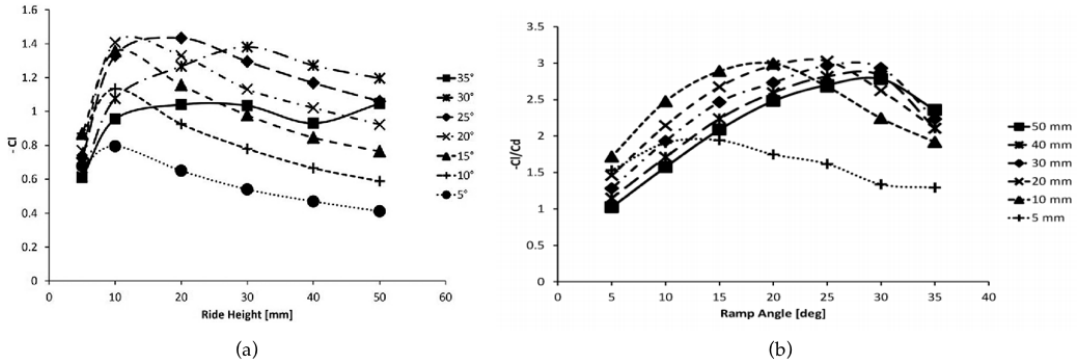 1.6
1.4
1.2
1
0.8
0.6
0.4
0.2
0
- Cl
0 10 20 30 40 50 60
Ride Height [mm]
35°
30°
25°
20°
15°
10°
5°
(a)
3.5
3
2.5
2
1.5
1
0.5
0
-Cl/Cd
0 5 10 15 20 25 30 35 40
Ramp Angle [deg]
50 mm
40 mm
30 mm
20 mm
10 mm
5 mm
(b)